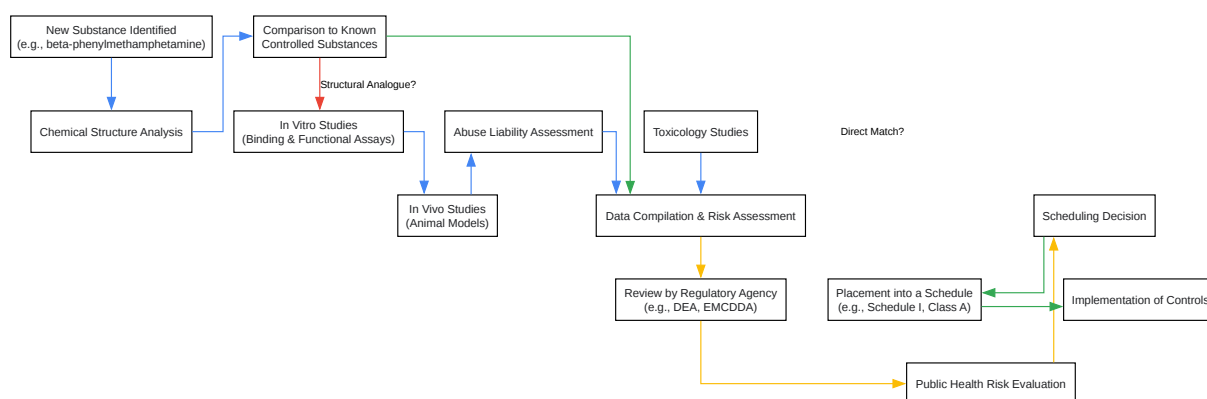 New Substance Identified
(e.g., beta-phenylmethamphetamine)
Comparison to Known
Controlled Substances
Structural Analogue?
Chemical Structure Analysis
In Vitro Studies
(Binding & Functional Assays)
Abuse Liability Assessment
Toxicology Studies
Direct Match?
In Vivo Studies
(Animal Models)
Data Compilation & Risk Assessment
Scheduling Decision
Review by Regulatory Agency
(e.g., DEA, EMCDDA)
Placement into a Schedule
(e.g., Schedule I, Class A)
Implementation of Controls
Public Health Risk Evaluation